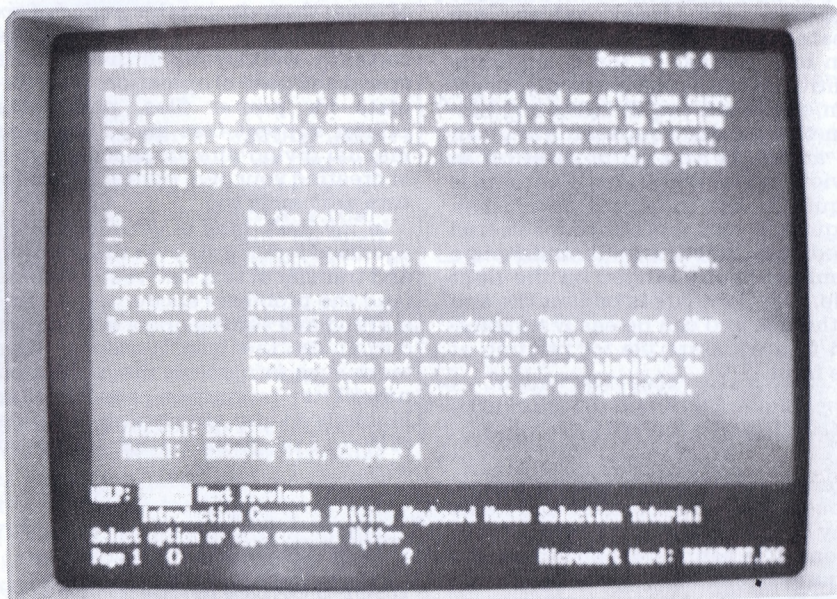 EDITING Screen 1 of 4
You can enter or edit text as soon as you start Word or after you carry
out a command or cancel a command. If you cancel a command by pressing
Esc, press A (for Alpha) before typing text. To revise existing text,
select the text (see Selection topic), then choose a command, or press
an editing key (see next screen).
To Do the Following
Enter text Position highlight where you want the text and type.
Erase to left
of highlight Press BACKSPACE.
Type over text Press F5 to turn on overtyping. Type over text, then
press F5 to turn off overtyping. With overtype on,
BACKSPACE does not erase, but extends highlight to
left. You then type over what you've highlighted.
Tutorial: Entering
Manual: Entering Text, Chapter 4
HELP: Next Previous
Introduction Commands Editing Keyboard Mouse Selection Tutorial
Select option or type command letter
Page 1 {} ? Microsoft Word: